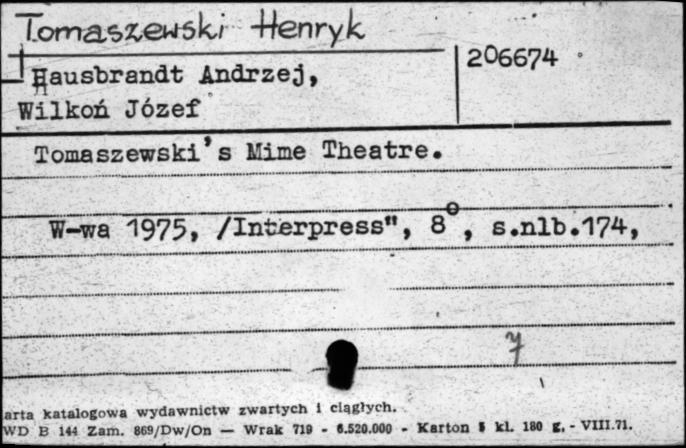 Tomaszewski Henryk
206674
Hausbrandt Andrzej,
Wilkoń Józef
Tomaszewski's Mime Theatre.
W-wa 1975, /Interpress", 8°, s.nlb.174,
7
arta katalogowa wydawnictw zwartych i ciągłych.
WD B 144 Zam. 869/Dw/On — Wrak 719 - 6.520.000 - Karton kl. 180 g. - VIII.71.